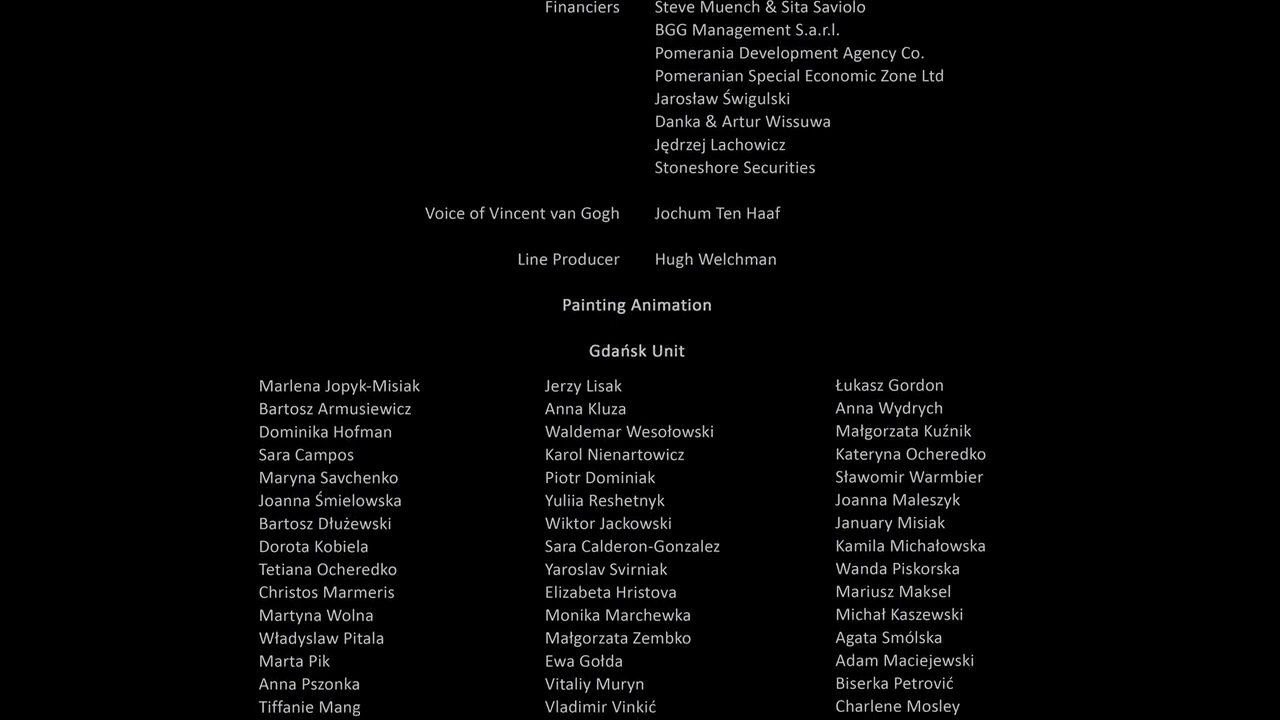 Financiers Steve Muench & Sita Saviolo
BGG Management S.a.r.l.
Pomerania Development Agency Co.
Pomeranian Special Economic Zone Ltd
Jarosław Świgulski
Danka & Artur Wissuwa
Jędrzej Lachowicz
Stoneshore Securities
Voice of Vincent van Gogh Jochum Ten Haaf
Line Producer Hugh Welchman
Painting Animation
Gdańsk Unit
Marlena Jopyk-Misiak Jerzy Lisak Łukasz Gordon
Bartosz Armusiewicz Anna Kluza Anna Wydrych
Dominika Hofman Waldemar Wesołowski Małgorzata Kuźnik
Sara Campos Karol Nienartowicz Kateryna Ocheredko
Maryna Savchenko Piotr Dominiak Sławomir Warmbier
Joanna Śmielowska Yuliia Reshetnyk Joanna Maleszyk
Bartosz Dłużewski Wiktor Jackowski January Misiak
Dorota Kobiela Sara Calderon-Gonzalez Kamila Michałowska
Tetiana Ocheredko Yaroslav Svirniak Wanda Piskorska
Christos Marmeris Elizabeta Hristova Mariusz Maksel
Martyna Wolna Monika Marchewka Michał Kaszewski
Władyslaw Pitala Małgorzata Zembko Agata Smólska
Marta Pik Ewa Gołda Adam Maciejewski
Anna Pszonka Vitaliy Muryn Biserka Petrović
Tiffanie Mang Vladimir Vinkić Charlene Mosley